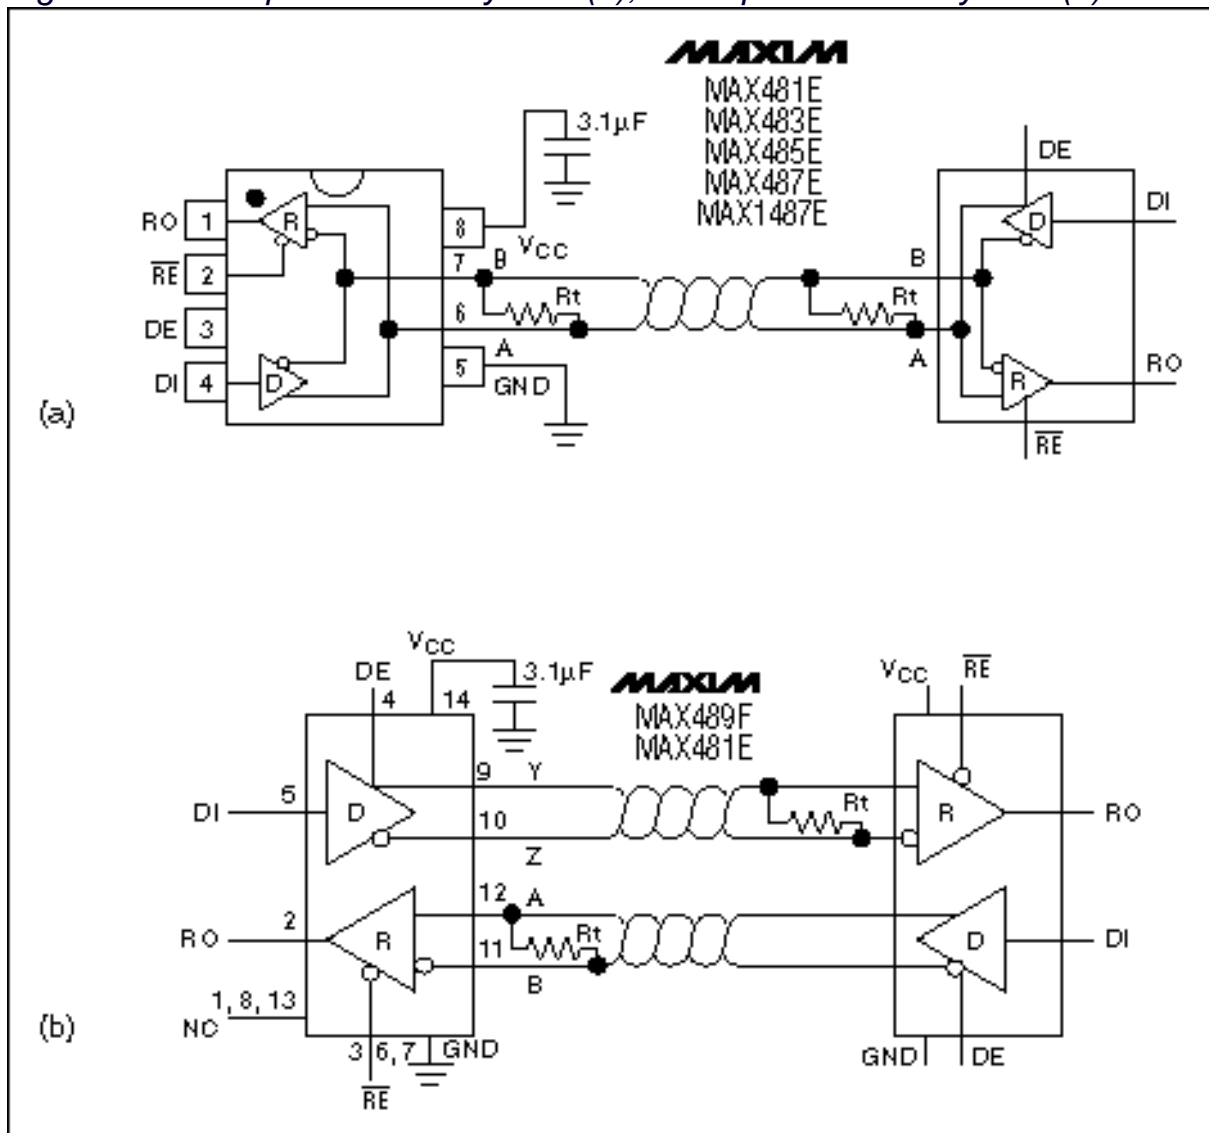 MAXIM
MAX481E
MAX483E
MAX485E
MAX487E
MAX1487E
3.1µF
DE
DI
RO 1
R
8
VCC
D
RE 2
7 B
B
Rt
Rt
DE 3
6
A
A
5
GND
DI 4
D
R
RO
RE
(a)
VCC
DE
4
14
3.1µF
MAXIM
MAX489E
MAX481E
VCC
RE
9 Y
DI 5
D
10
Z
Rt
R
RO
12 A
RO 2
R
11
B
Rt
D
DI
1, 8, 13
NC
(b)
3 6, 7
GND
RE
GND
DE